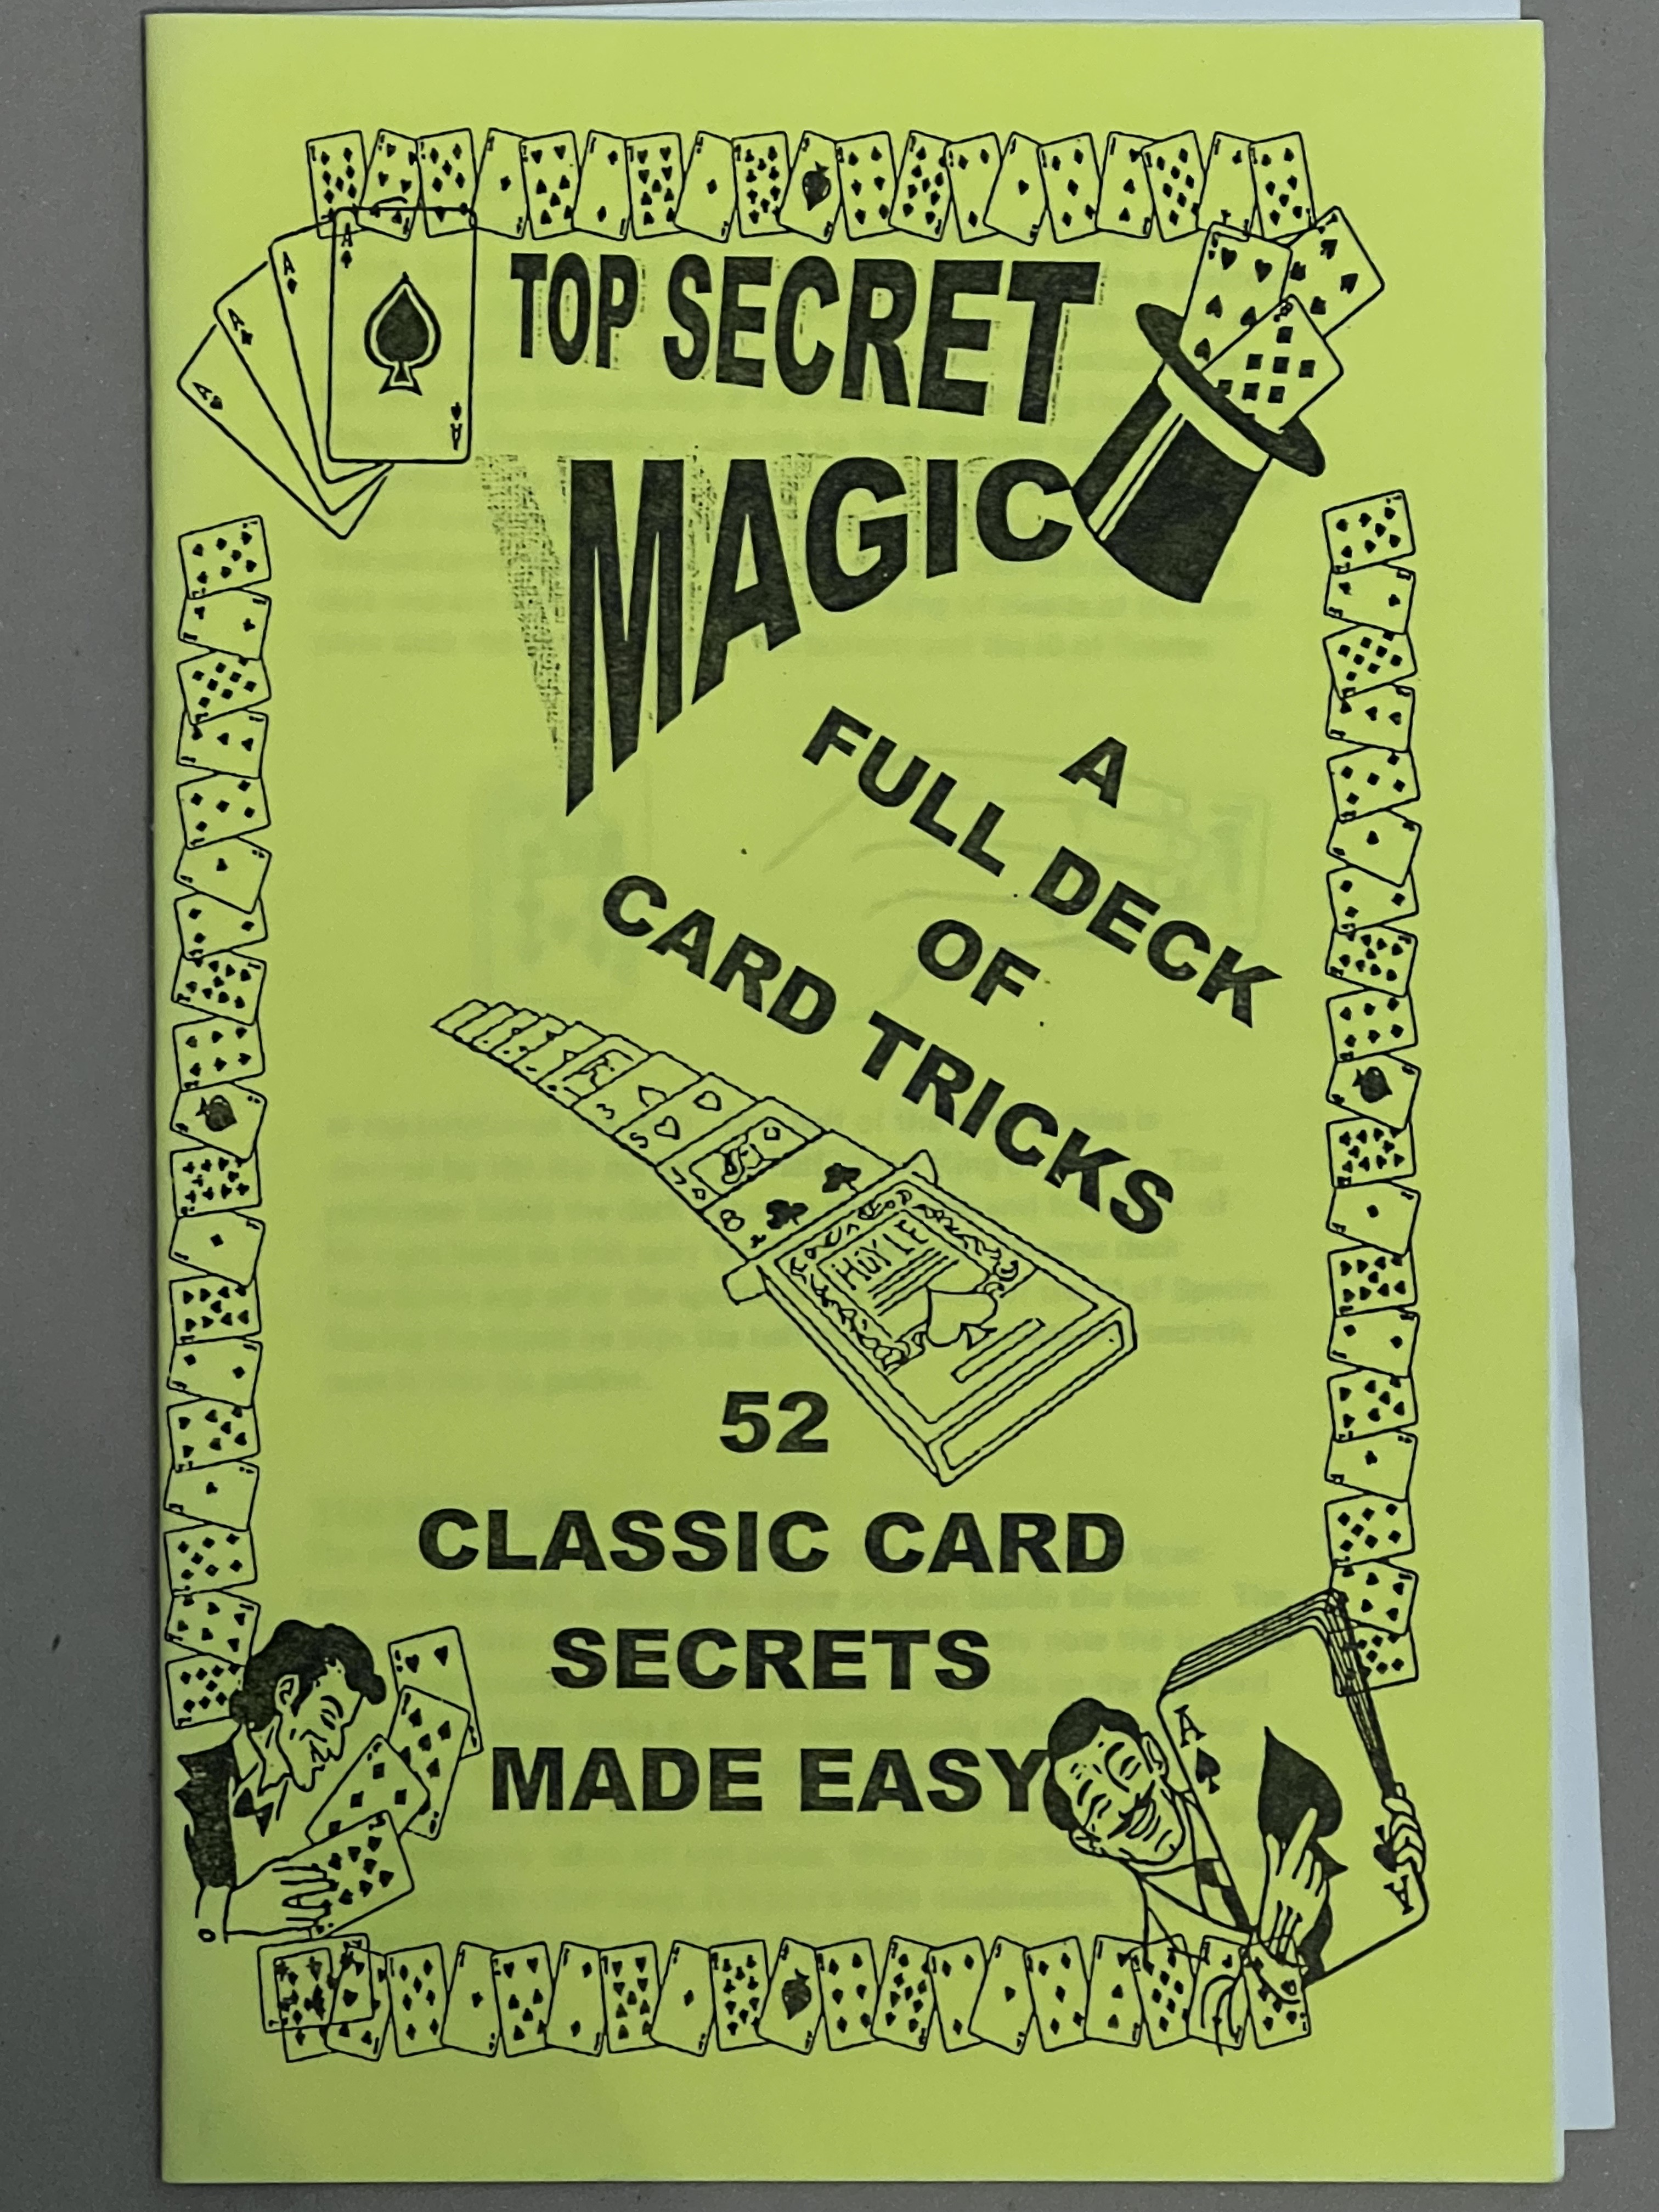 TOP SECRET
MAGIC
A
FULL DECK
OF
CARD TRICKS
HOYLE
52
CLASSIC CARD
SECRETS
MADE EASY